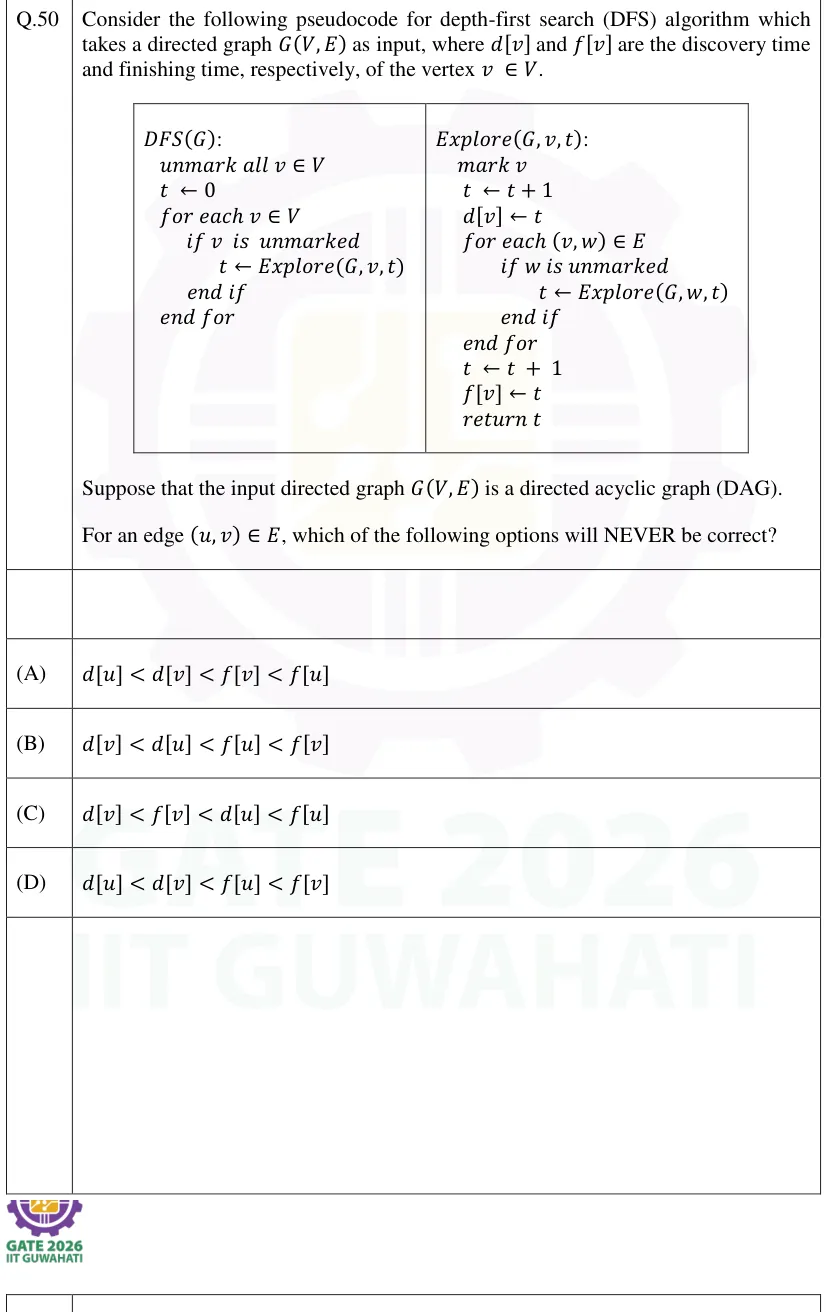 Q.50 Consider the following pseudocode for depth-first search (DFS) algorithm which
takes a directed graph G(V, E) as input, where d[v] and f[v] are the discovery time
and finishing time, respectively, of the vertex v ∈ V.
DFS(G):
unmark all v ∈ V
t ← 0
for each v ∈ V
if v is unmarked
t ← Explore(G, v, t)
end if
end for
Explore(G, v, t):
mark v
t ← t + 1
d[v] ← t
for each (v, w) ∈ E
if w is unmarked
t ← Explore(G, w, t)
end if
end for
t ← t + 1
f[v] ← t
return t
Suppose that the input directed graph G(V, E) is a directed acyclic graph (DAG).
For an edge (u, v) ∈ E, which of the following options will NEVER be correct?
(A) d[u] < d[v] < f[v] < f[u]
(B) d[v] < d[u] < f[u] < f[v]
(C) d[v] < f[v] < d[u] < f[u]
(D) d[u] < d[v] < f[u] < f[v]
GATE 2026
IIT GUWAHATI
GATE 2026
IIT GUWAHATI